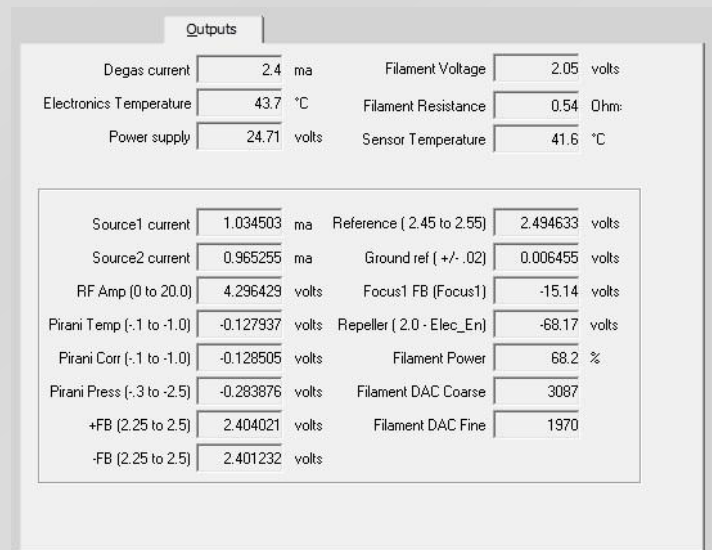 Outputs
Degas current 2.4 ma Filament Voltage 2.05 volts
Electronics Temperature 43.7 °C Filament Resistance 0.54 Ohm:
Power supply 24.71 volts Sensor Temperature 41.6 °C
Source1 current 1.034503 ma Reference ( 2.45 to 2.55) 2.494633 volts
Source2 current 0.965255 ma Ground ref ( +/- .02) 0.006455 volts
RF Amp (0 to 20.0) 4.296429 volts Focus1 FB (Focus1) -15.14 volts
Pirani Temp (-.1 to -1.0) -0.127937 volts Repeller ( 2.0 - Elec_En) -68.17 volts
Pirani Corr (-.1 to -1.0) -0.128505 volts Filament Power 68.2 %
Pirani Press (-.3 to -2.5) -0.283876 volts Filament DAC Coarse 3087
+FB (2.25 to 2.5) 2.404021 volts Filament DAC Fine 1970
-FB (2.25 to 2.5) 2.401232 volts